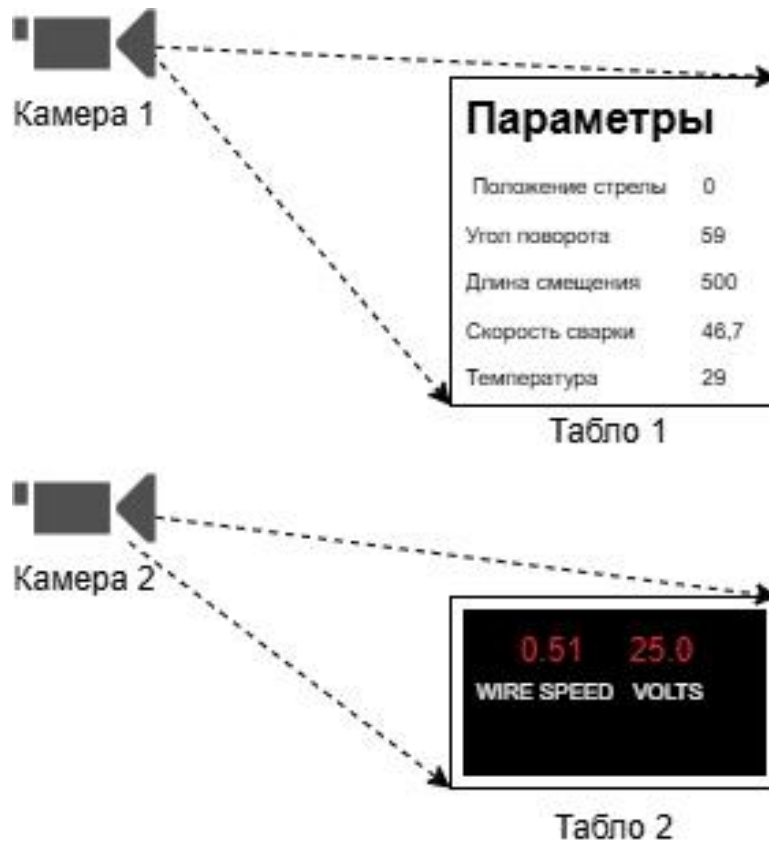 Камера 1
Параметры
Положение стрелы 0
Угол поворота 59
Длина смещения 500
Скорость сварки 46,7
Температура 29
Табло 1
Камера 2
0.51 25.0
WIRE SPEED VOLTS
Табло 2